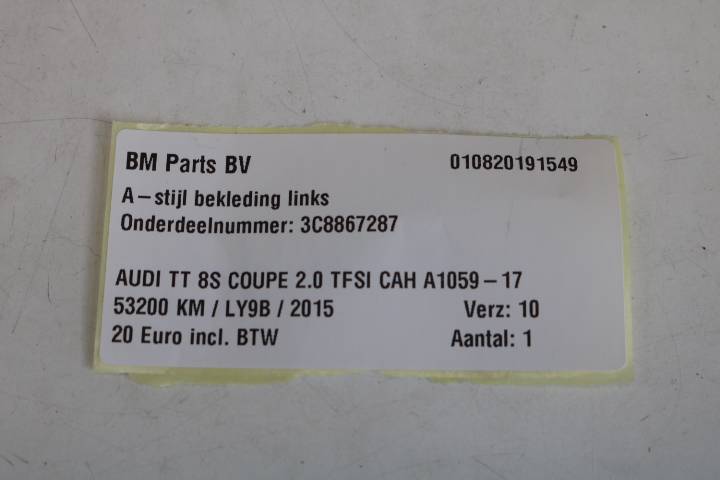 BM Parts BV 010820191549
A-stijl bekleding links
Onderdeelnummer: 3C8867287
AUDI TT 8S COUPE 2.0 TFSI CAH A1059-17
53200 KM / LY9B / 2015 Verz: 10
20 Euro incl. BTW Aantal: 1